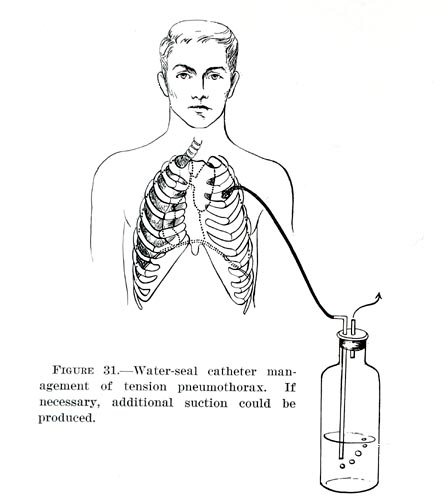 FIGURE 31.—Water-seal catheter man-
agement of tension pneumothorax. If
necessary, additional suction could be
produced.